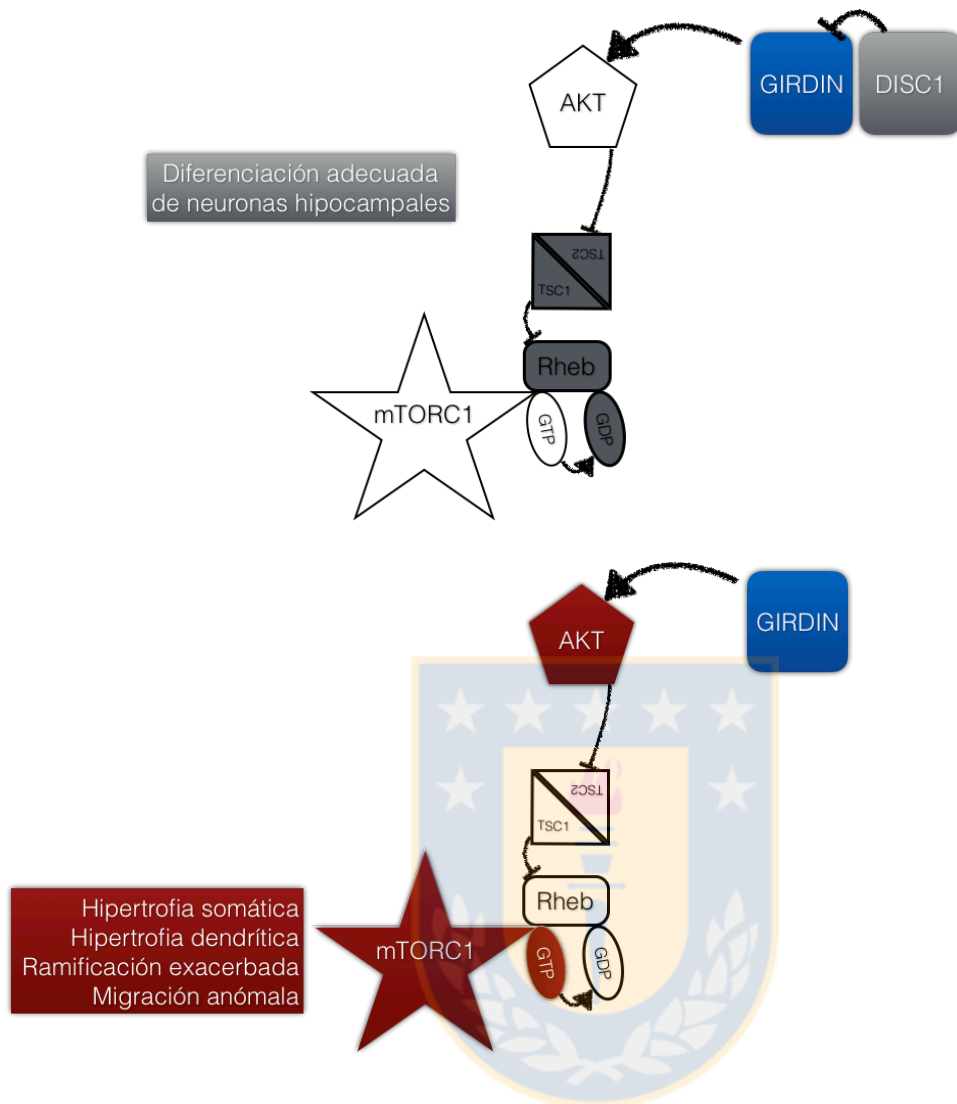 GIRDIN
DISC1
AKT
Diferenciación adecuada
de neuronas hipocampales
TSC2
TSC1
Rheb
mTORC1
GTP
GDP
GIRDIN
AKT
TSC2
TSC1
Rheb
Hipertrofia somática
Hipertrofia dendrítica
Ramificación exacerbada
Migración anómala
mTORC1
GTP
GDP